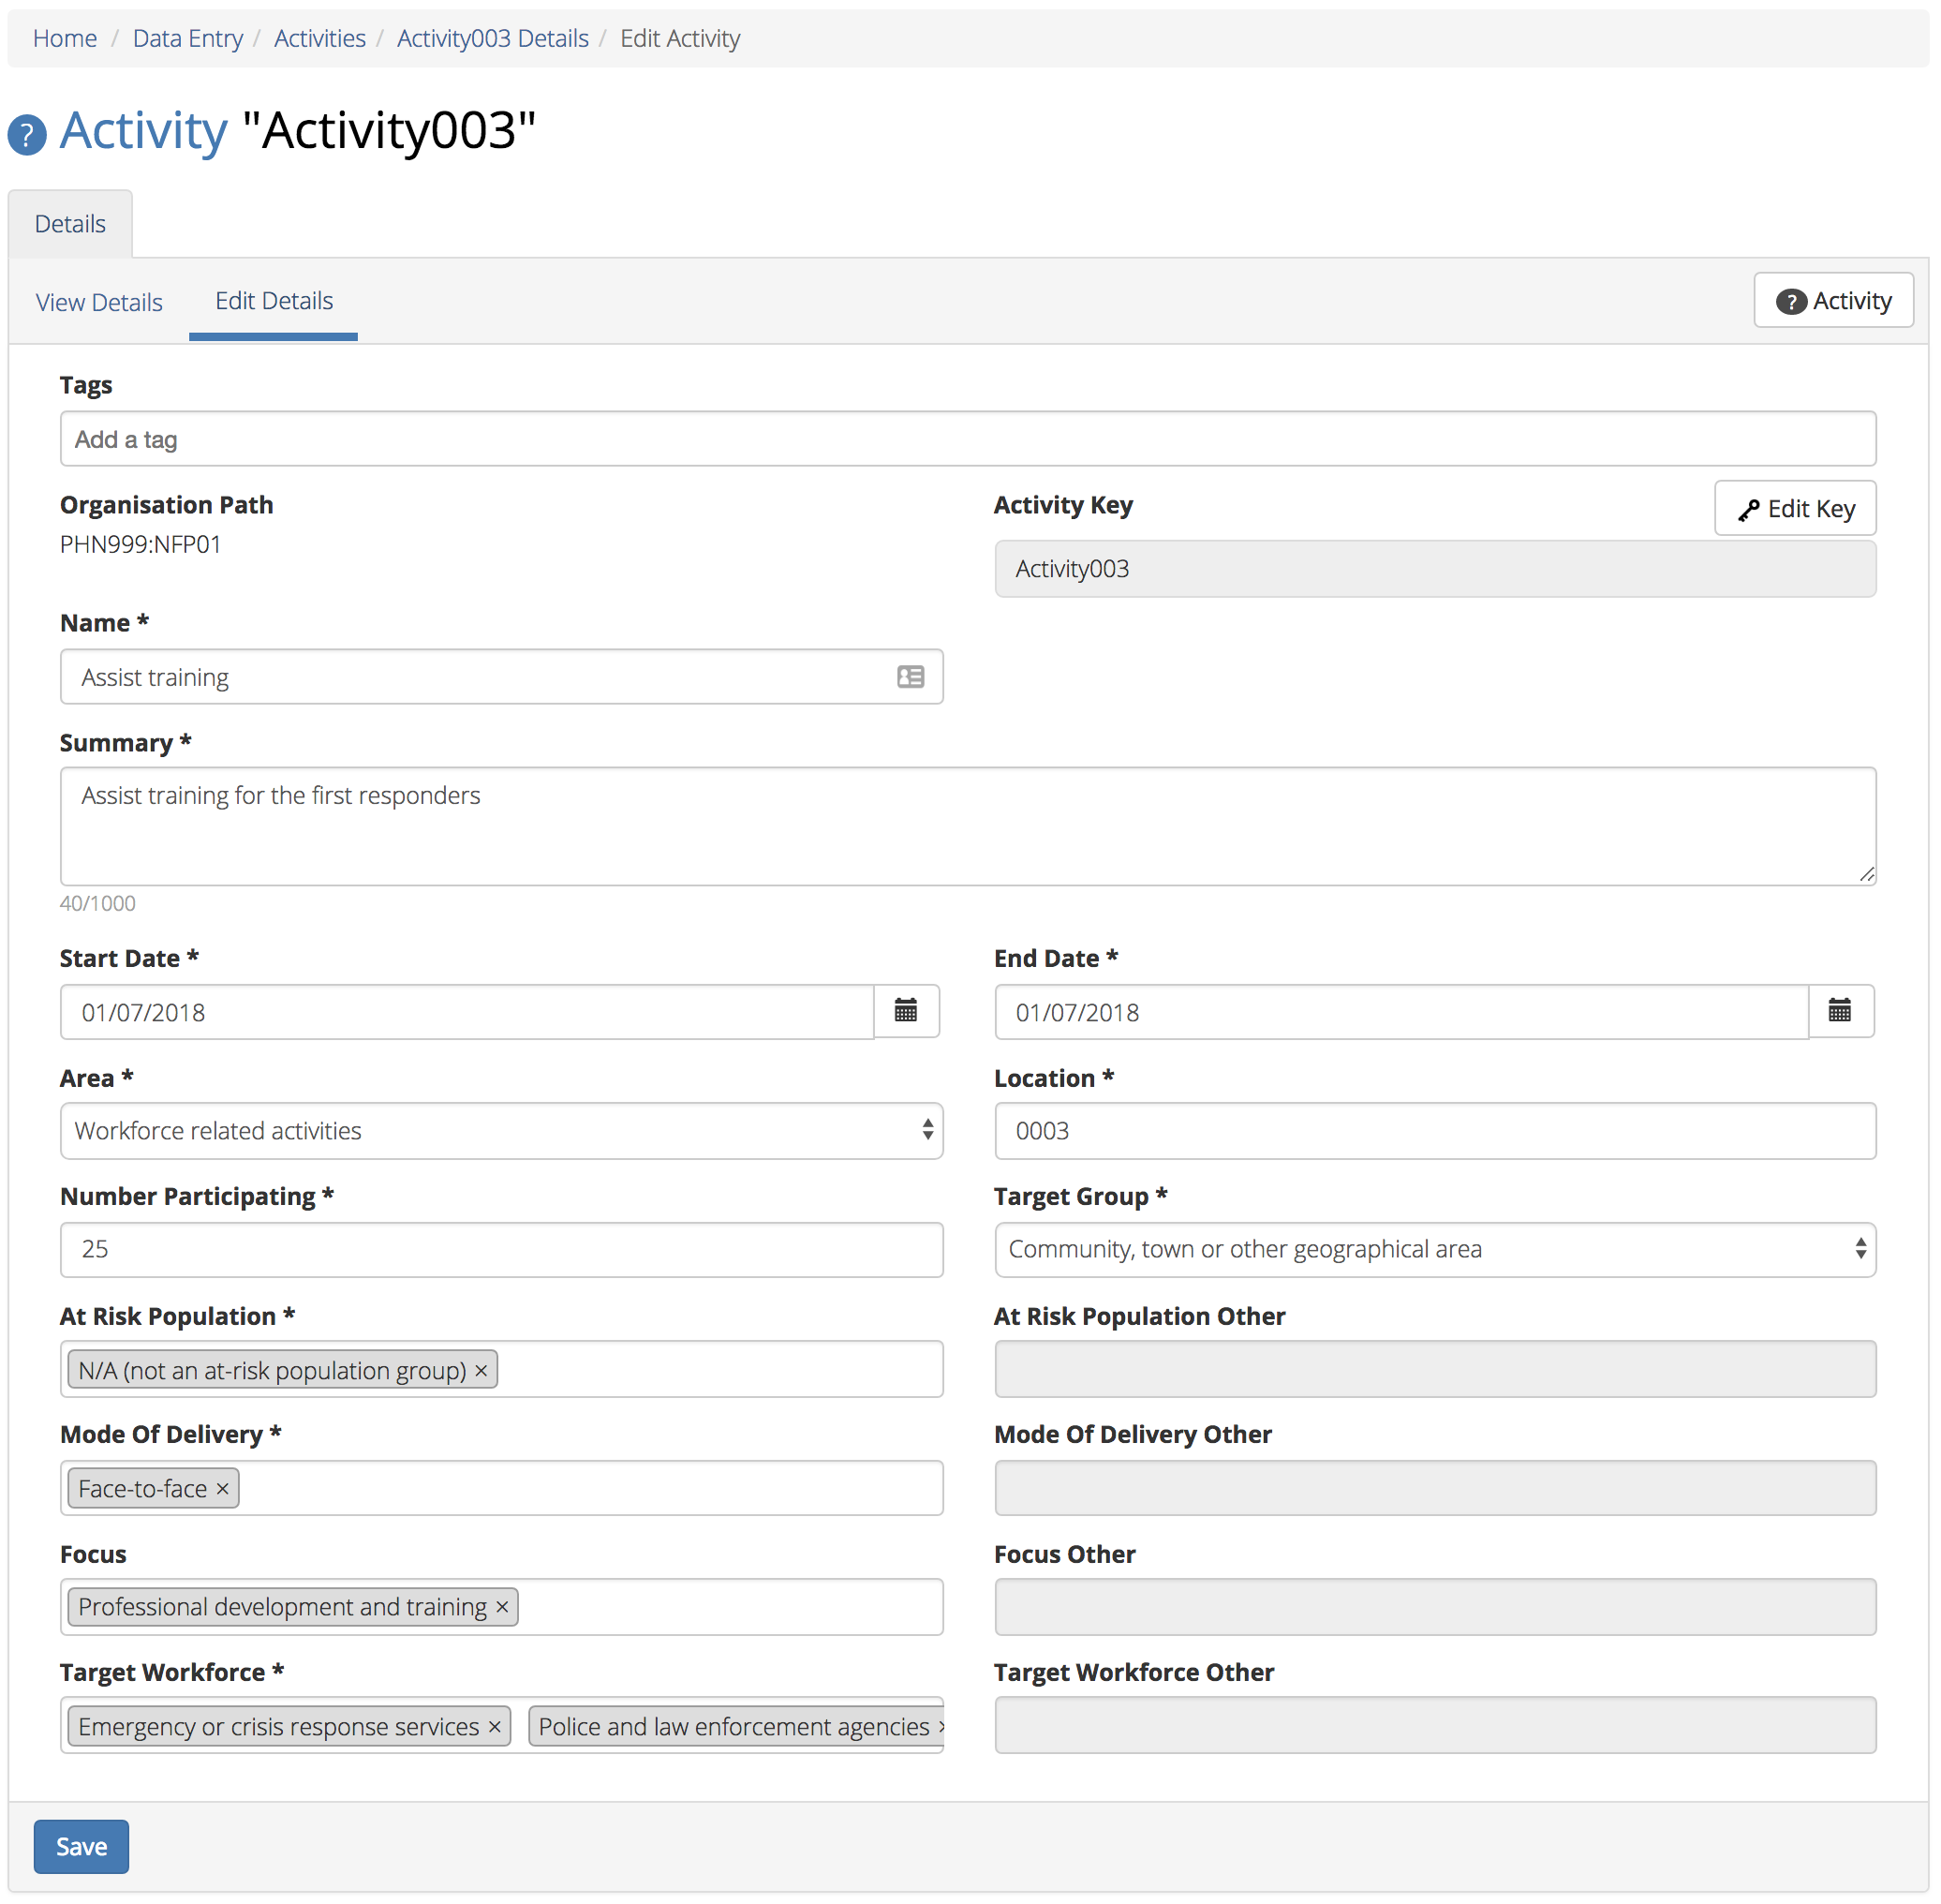 Home / Data Entry / Activities / Activity003 Details / Edit Activity
? Activity "Activity003"
Details
View Details Edit Details ? Activity
Tags
Add a tag
Organisation Path Activity Key Edit Key
PHN999:NFP01 Activity003
Name *
Assist training
Summary *
Assist training for the first responders
40/1000
Start Date * End Date *
01/07/2018 01/07/2018
Area * Location *
Workforce related activities 0003
Number Participating * Target Group *
25 Community, town or other geographical area
At Risk Population * At Risk Population Other
N/A (not an at-risk population group) ×
Mode Of Delivery * Mode Of Delivery Other
Face-to-face ×
Focus Focus Other
Professional development and training ×
Target Workforce * Target Workforce Other
Emergency or crisis response services × Police and law enforcement agencies ×
Save